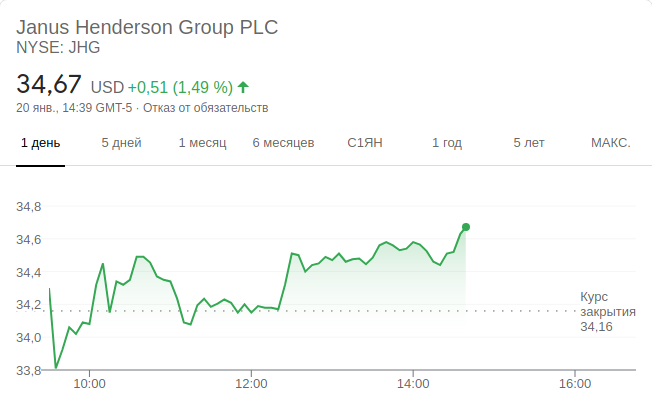 Janus Henderson Group PLC
NYSE: JHG
34,67 USD +0,51 (1,49 %)
20 янв., 14:39 GMT-5 · Отказ от обязательств
1 день 5 дней 1 месяц 6 месяцев С1ЯН 1 год 5 лет МАКС.
34,8
34,6
34,4
34,2
34,0
33,8
Курс
закрытия
34,16
10:00 12:00 14:00 16:00